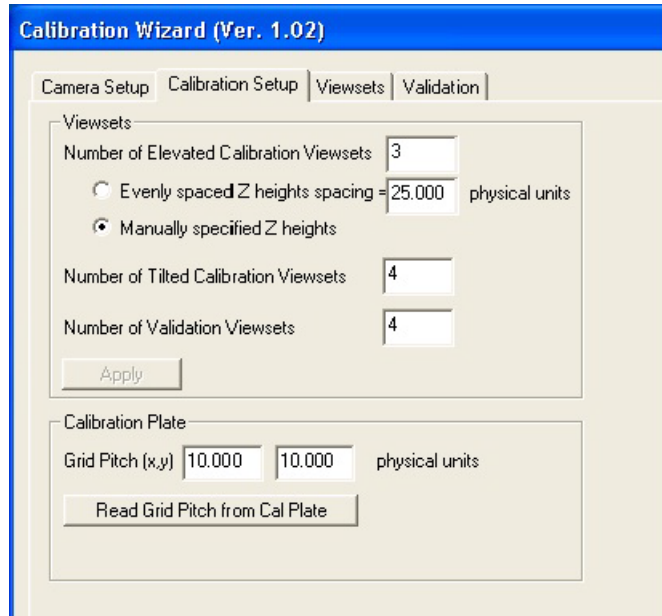 Calibration Wizard (Ver. 1.02)
Camera Setup Calibration Setup Viewsets Validation
Viewsets
Number of Elevated Calibration Viewsets 3
Evenly spaced Z heights spacing = 25.000 physical units
Manually specified Z heights
Number of Tilted Calibration Viewsets 4
Number of Validation Viewsets 4
Apply
Calibration Plate
Grid Pitch (x,y) 10.000 10.000 physical units
Read Grid Pitch from Cal Plate